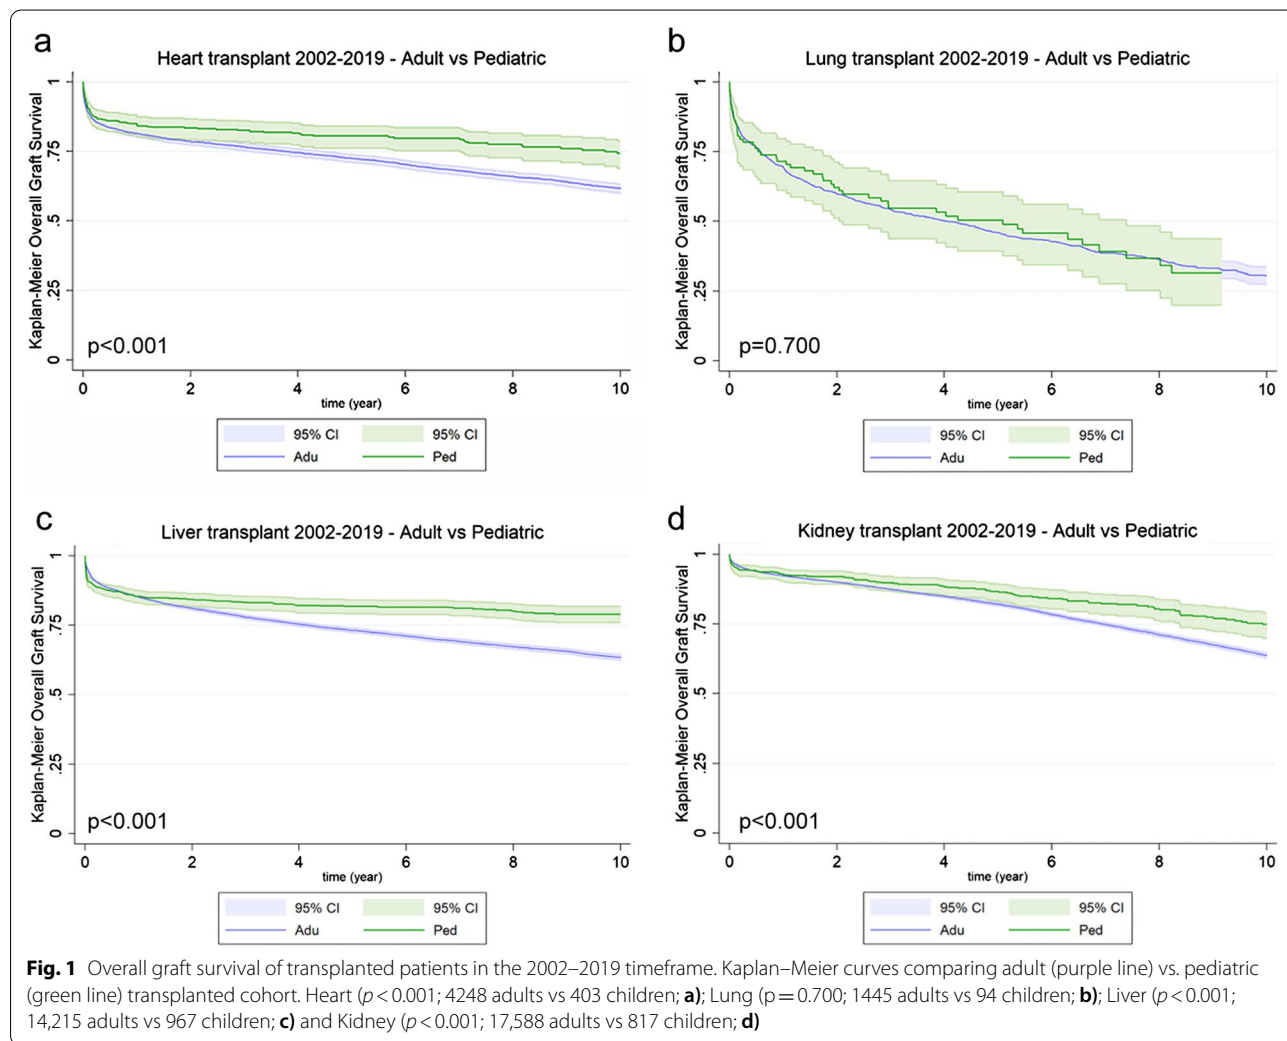 a
Heart transplant 2002-2019 - Adult vs Pediatric
Kaplan-Meier Overall Graft Survival
1
.75
.5
.25
0
p<0.001
0 2 4 6 8 10
time (year)
95% CI 95% CI
Adu Ped
b
Lung transplant 2002-2019 - Adult vs Pediatric
Kaplan-Meier Overall Graft Survival
1
.75
.5
.25
0
p=0.700
0 2 4 6 8 10
time (year)
95% CI 95% CI
Adu Ped
c
Liver transplant 2002-2019 - Adult vs Pediatric
Kaplan-Meier Overall Graft Survival
1
.75
.5
.25
0
p<0.001
0 2 4 6 8 10
time (year)
95% CI 95% CI
Adu Ped
d
Kidney transplant 2002-2019 - Adult vs Pediatric
Kaplan-Meier Overall Graft Survival
1
.75
.5
.25
0
p<0.001
0 2 4 6 8 10
time (year)
95% CI 95% CI
Adu Ped
Fig. 1 Overall graft survival of transplanted patients in the 2002–2019 timeframe. Kaplan–Meier curves comparing adult (purple line) vs. pediatric
(green line) transplanted cohort. Heart (p < 0.001; 4248 adults vs 403 children; a); Lung (p = 0.700; 1445 adults vs 94 children; b); Liver (p < 0.001;
14,215 adults vs 967 children; c) and Kidney (p < 0.001; 17,588 adults vs 817 children; d)